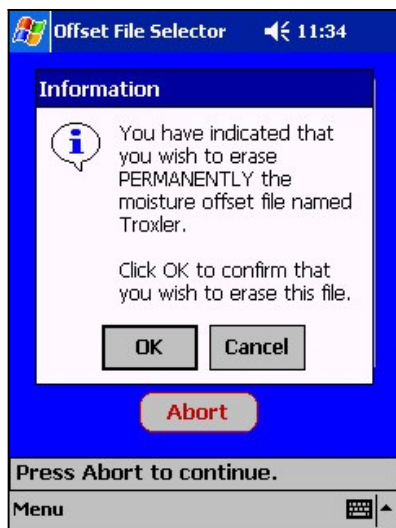 Offset File Selector 11:34
Information
You have indicated that
you wish to erase
PERMANENTLY the
moisture offset file named
Troxler.
Click OK to confirm that
you wish to erase this file.
OK Cancel
Abort
Press Abort to continue.
Menu